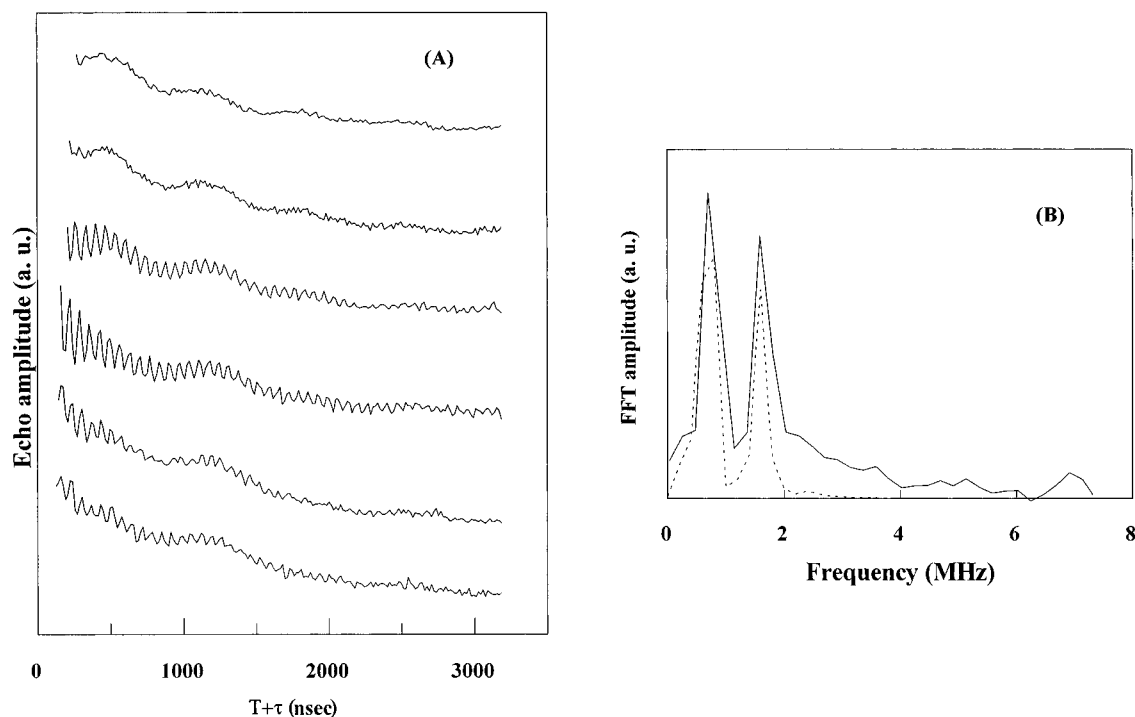 (A)
Echo amplitude (a. u.)
0 1000 2000 3000
T+τ (nsec)
(B)
FFT amplitude (a. u.)
0 2 4 6 8
Frequency (MHz)